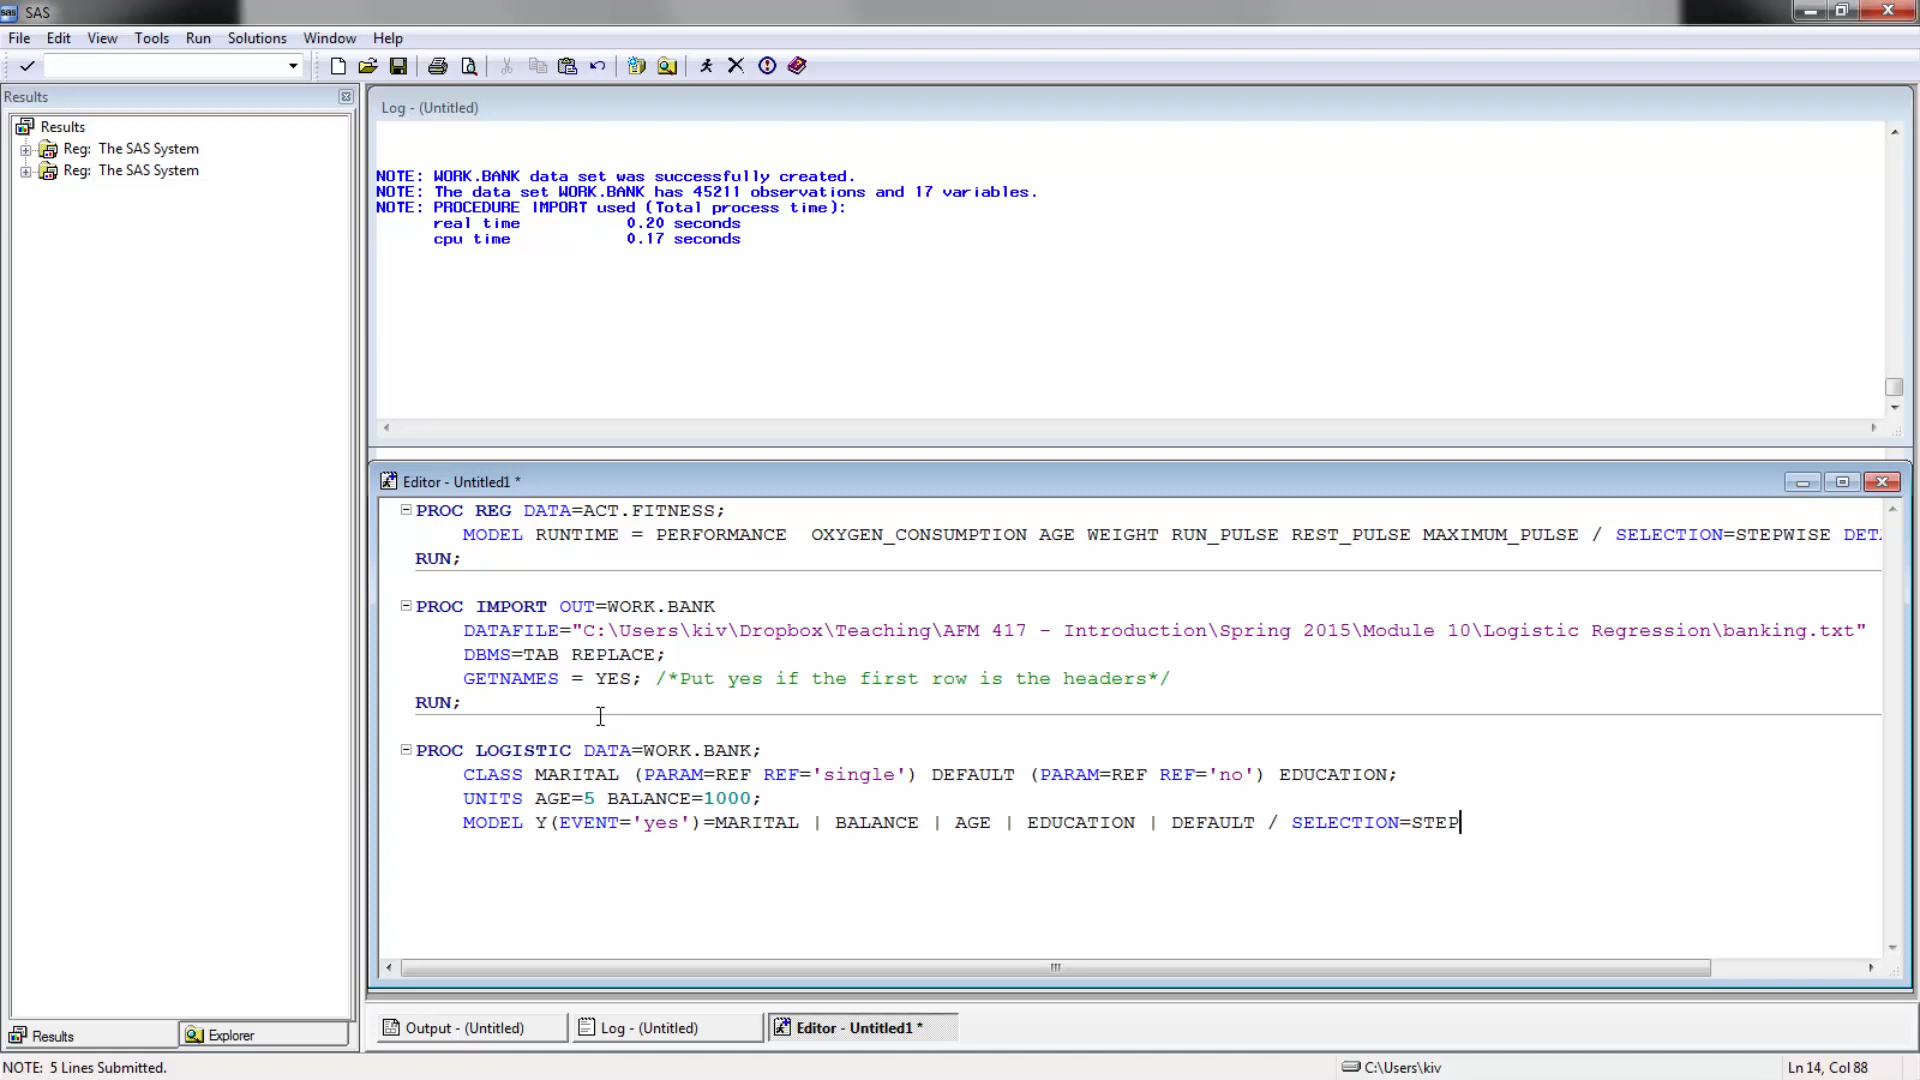 sas SAS
File Edit View Tools Run Solutions Window Help
Results
Results
Reg: The SAS System
Reg: The SAS System
Log - (Untitled)
NOTE: WORK.BANK data set was successfully created.
NOTE: The data set WORK.BANK has 45211 observations and 17 variables.
NOTE: PROCEDURE IMPORT used (Total process time):
real time 0.20 seconds
cpu time 0.17 seconds
Editor - Untitled1 *
PROC REG DATA=ACT.FITNESS;
MODEL RUNTIME = PERFORMANCE OXYGEN_CONSUMPTION AGE WEIGHT RUN_PULSE REST_PULSE MAXIMUM_PULSE / SELECTION=STEPWISE DET
RUN;
PROC IMPORT OUT=WORK.BANK
DATAFILE="C:\Users\kiv\Dropbox\Teaching\AFM 417 - Introduction\Spring 2015\Module 10\Logistic Regression\banking.txt"
DBMS=TAB REPLACE;
GETNAMES = YES; /*Put yes if the first row is the headers*/
RUN;
PROC LOGISTIC DATA=WORK.BANK;
CLASS MARITAL (PARAM=REF REF='single') DEFAULT (PARAM=REF REF='no') EDUCATION;
UNITS AGE=5 BALANCE=1000;
MODEL Y(EVENT='yes')=MARITAL | BALANCE | AGE | EDUCATION | DEFAULT / SELECTION=STEP
Results Explorer
Output - (Untitled) Log - (Untitled) Editor - Untitled1 *
NOTE: 5 Lines Submitted. C:\Users\kiv Ln 14, Col 88